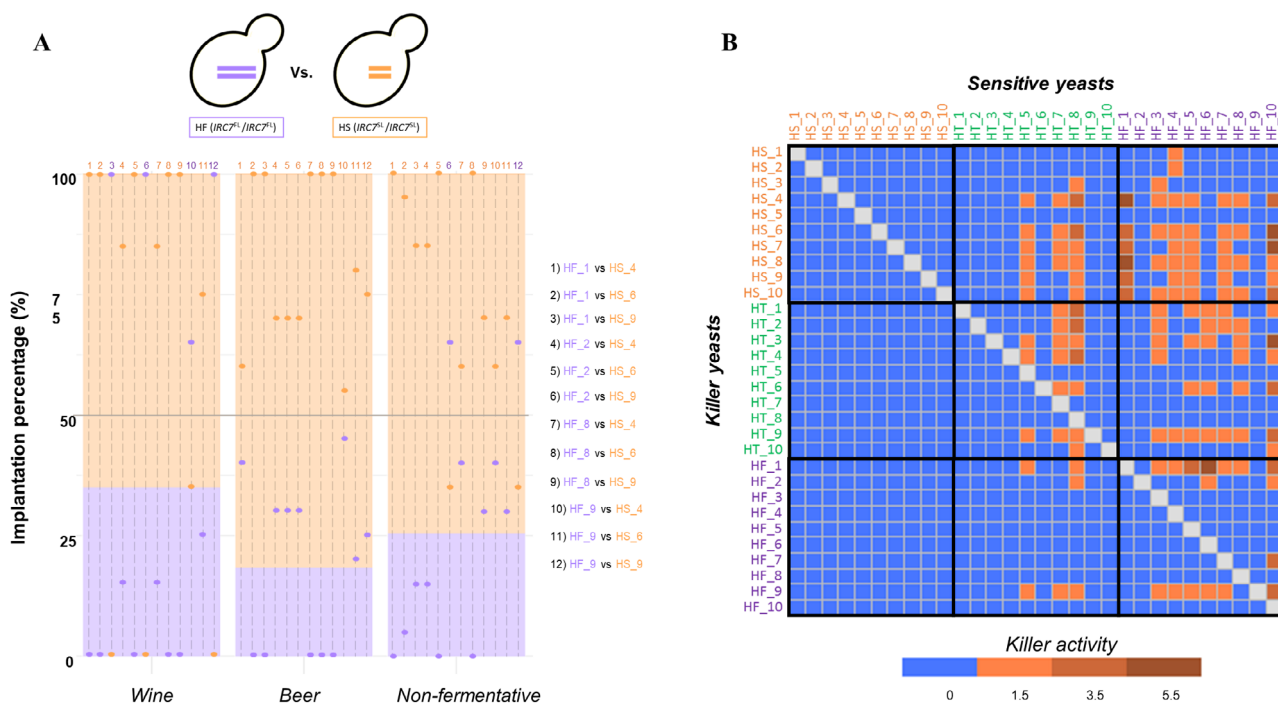 A
Vs.
HF (IRC7FL/IRC7FL)
HS (IRC7SL/IRC7SL)
1 2 3 4 5 6 7 8 9 10 11 12
1 2 3 4 5 6 7 8 9 10 11 12
1 2 3 4 5 6 7 8 9 10 11 12
Implantation percentage (%)
100
7
5
50
25
0
Wine
Beer
Non-fermentative
1) HF_1 vs HS_4
2) HF_1 vs HS_6
3) HF_1 vs HS_9
4) HF_2 vs HS_4
5) HF_2 vs HS_6
6) HF_2 vs HS_9
7) HF_8 vs HS_4
8) HF_8 vs HS_6
9) HF_8 vs HS_9
10) HF_9 vs HS_4
11) HF_9 vs HS_6
12) HF_9 vs HS_9
B
Sensitive yeasts
HS_1
HS_2
HS_3
HS_4
HS_5
HS_6
HS_7
HS_8
HS_9
HS_10
HT_1
HT_2
HT_3
HT_4
HT_5
HT_6
HT_7
HT_8
HT_9
HT_10
HF_1
HF_2
HF_3
HF_4
HF_5
HF_6
HF_7
HF_8
HF_9
HF_10
Killer yeasts
HS_1
HS_2
HS_3
HS_4
HS_5
HS_6
HS_7
HS_8
HS_9
HS_10
HT_1
HT_2
HT_3
HT_4
HT_5
HT_6
HT_7
HT_8
HT_9
HT_10
HF_1
HF_2
HF_3
HF_4
HF_5
HF_6
HF_7
HF_8
HF_9
HF_10
Killer activity
0 1.5 3.5 5.5